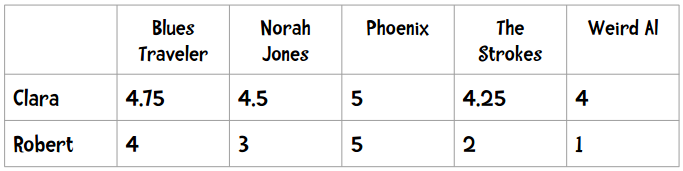 Blues Traveler Norah Jones Phoenix The Strokes Weird Al
Clara 4.75 4.5 5 4.25 4
Robert 4 3 5 2 1